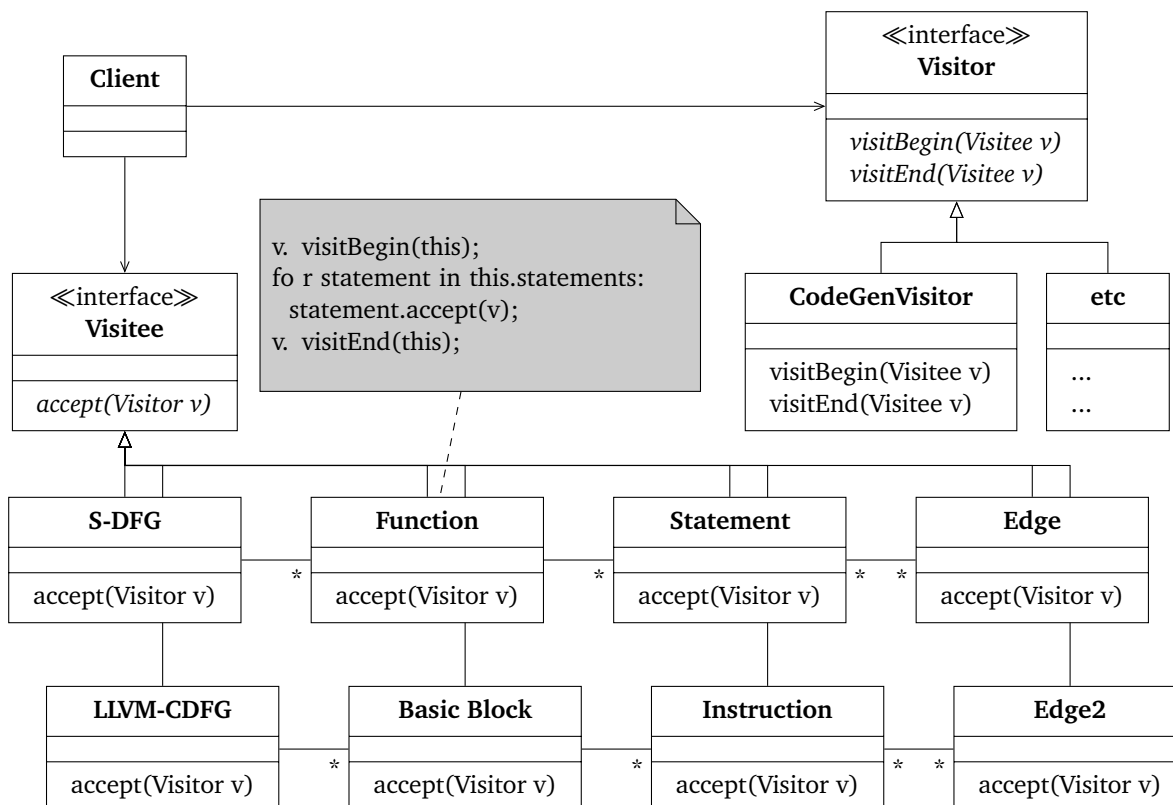 ≪interface≫
Visitor
visitBegin(Visitee v)
visitEnd(Visitee v)
Client
v. visitBegin(this);
fo r statement in this.statements:
statement.accept(v);
v. visitEnd(this);
≪interface≫
Visitee
accept(Visitor v)
CodeGenVisitor
visitBegin(Visitee v)
visitEnd(Visitee v)
etc
...
...
S-DFG
accept(Visitor v)
*
Function
accept(Visitor v)
*
Statement
accept(Visitor v)
* *
Edge
accept(Visitor v)
LLVM-CDFG
accept(Visitor v)
*
Basic Block
accept(Visitor v)
*
Instruction
accept(Visitor v)
* *
Edge2
accept(Visitor v)